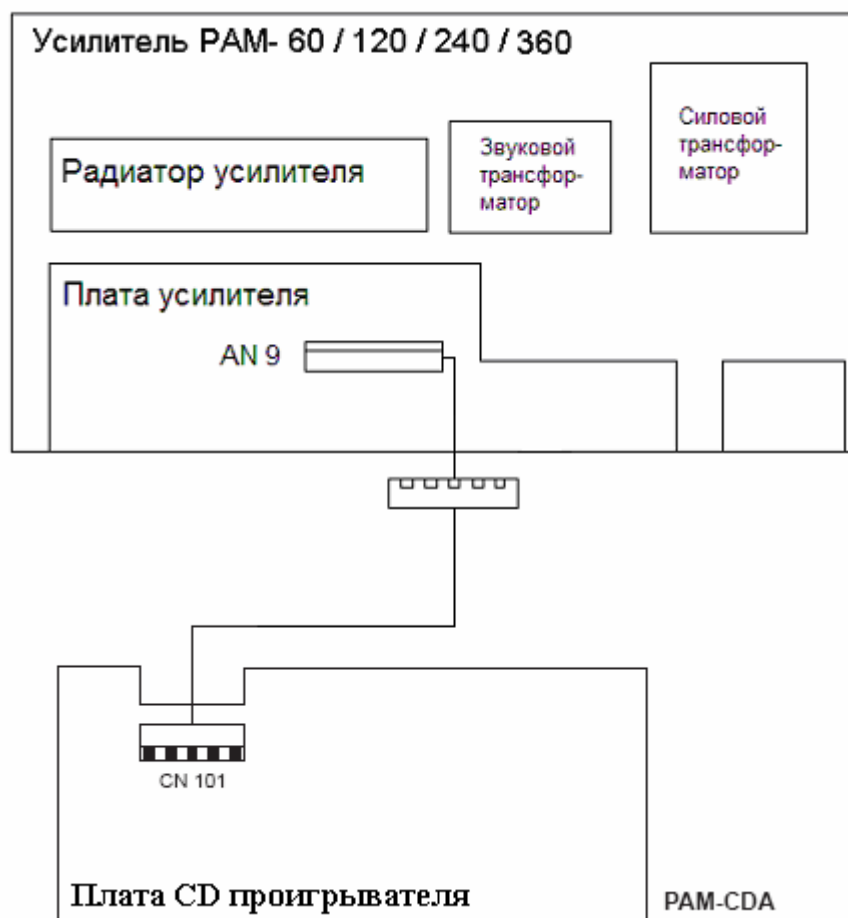 Усилитель PAM- 60 / 120 / 240 / 360
Радиатор усилителя
Звуковой
трансфор-
матор
Силовой
трансфор-
матор
Плата усилителя
AN 9
CN 101
Плата CD проигрывателя
PAM-CDA